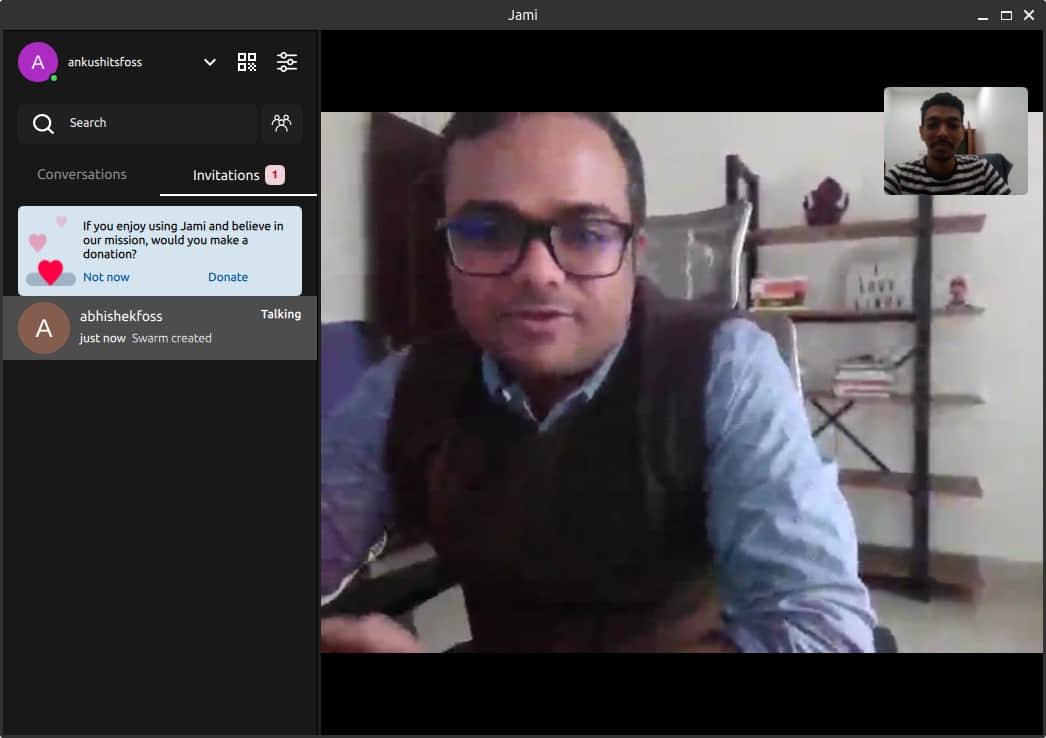 Jami
A
ankushitsfoss
Search
Conversations
Invitations 1
If you enjoy using Jami and believe in
our mission, would you make a
donation?
Not now
Donate
A
abhishekfoss
Talking
just now Swarm created
I
love